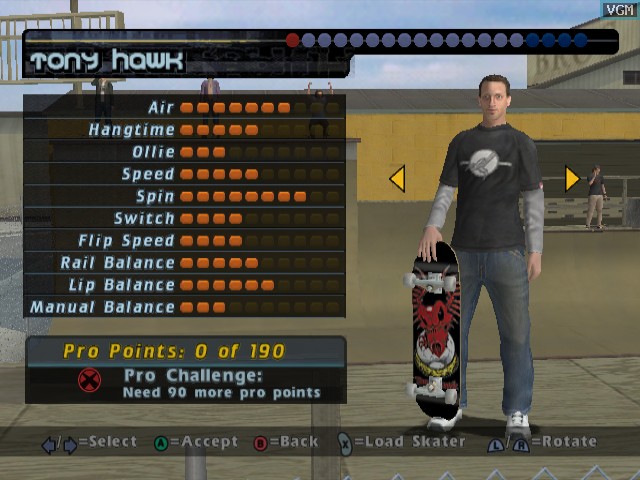 VGM
TONY HAWK
Air
Hangtime
Ollie
Speed
Spin
Switch
Flip Speed
Rail Balance
Lip Balance
Manual Balance
Pro Points: 0 of 190
Pro Challenge:
Need 90 more pro points
/ =Select A =Accept B =Back X =Load Skater L / R =Rotate